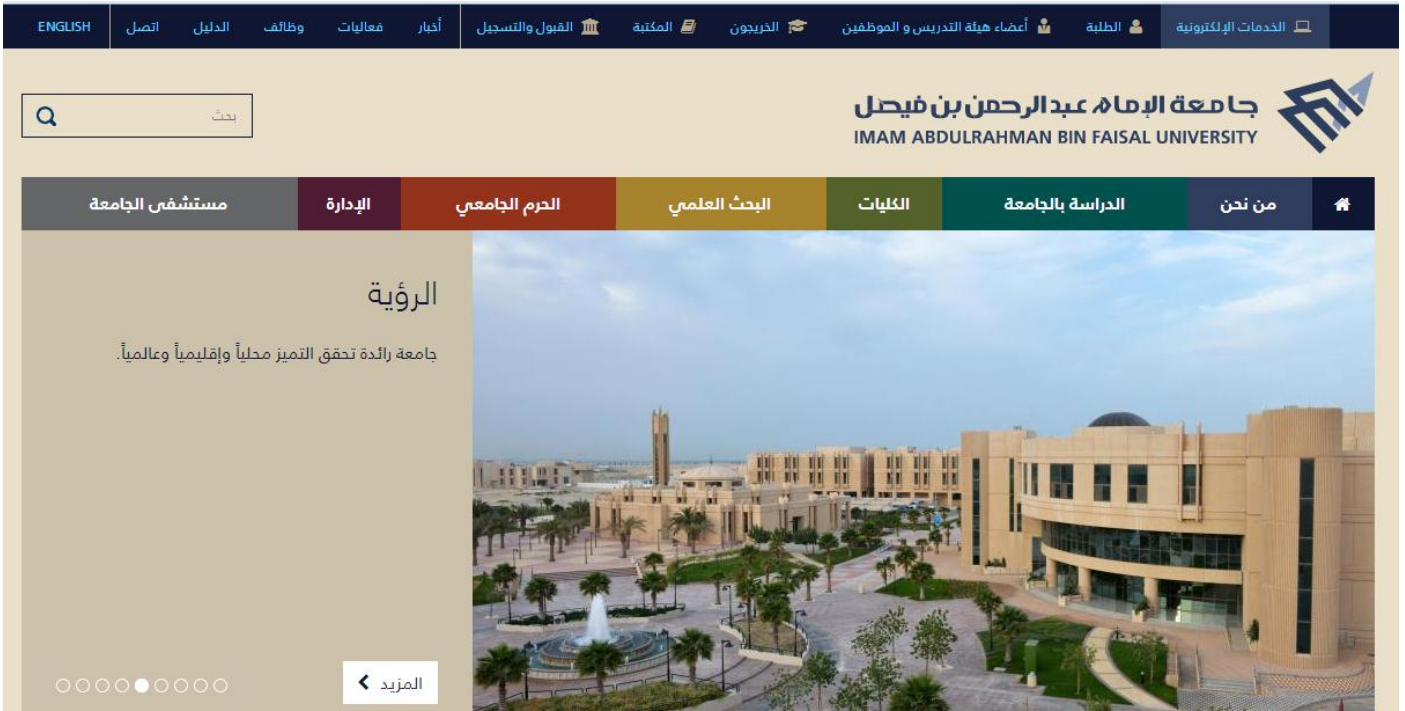 الخدمات الإلكترونية الطلبة أعضاء هيئة التدريس و الموظفين الخريجون المكتبة القبول والتسجيل أخبار فعاليات وظائف الدليل اتصل ENGLISH
جامعة الإمام عبدالرحمن بن فيصل
IMAM ABDULRAHMAN BIN FAISAL UNIVERSITY
بحث
من نحن الدراسة بالجامعة الكليات البحث العلمي الحرم الجامعي الإدارة مستشفى الجامعة
الرؤية
جامعة رائدة تحقق التميز محلياً وإقليمياً وعالمياً.
المزيد